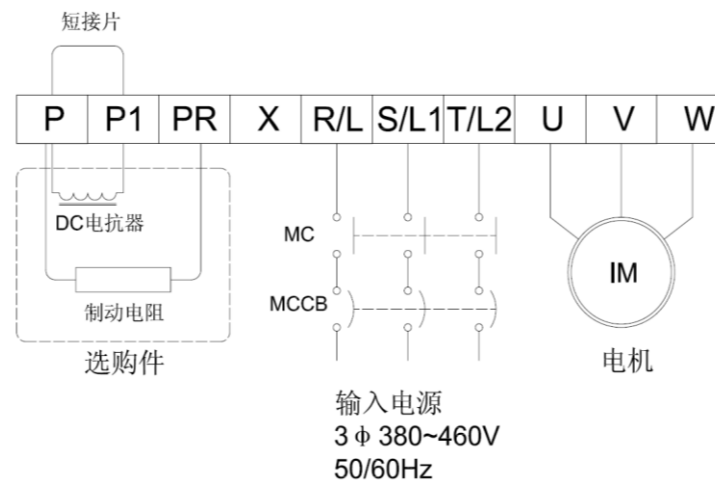 短接片
P P1 PR X R/L S/L1 T/L2 U V W
DC电抗器
MC
制动电阻
MCCB
IM
选购件
电机
输入电源
3 ф 380~460V
50/60Hz